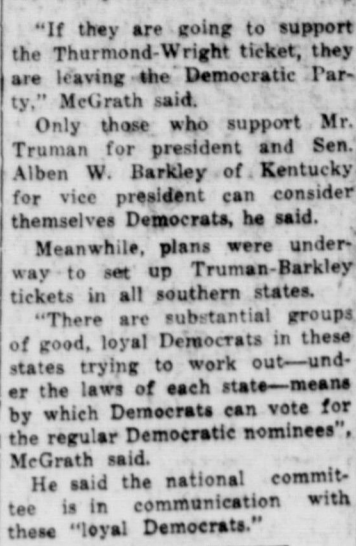 "If they are going to support
the Thurmond-Wright ticket, they
are leaving the Democratic Par-
ty," McGrath said.
Only those who support Mr.
Truman for president and Sen.
Alben W. Barkley of Kentucky
for vice president can consider
themselves Democrats, he said.
Meanwhile, plans were under-
way to set up Truman-Barkley
tickets in all southern states.
"There are substantial groups
of good, loyal Democrats in these
states trying to work out—und-
er the laws of each state—means
by which Democrats can vote for
the regular Democratic nominees",
McGrath said.
He said the national commit-
tee is in communication with
these "loyal Democrats."